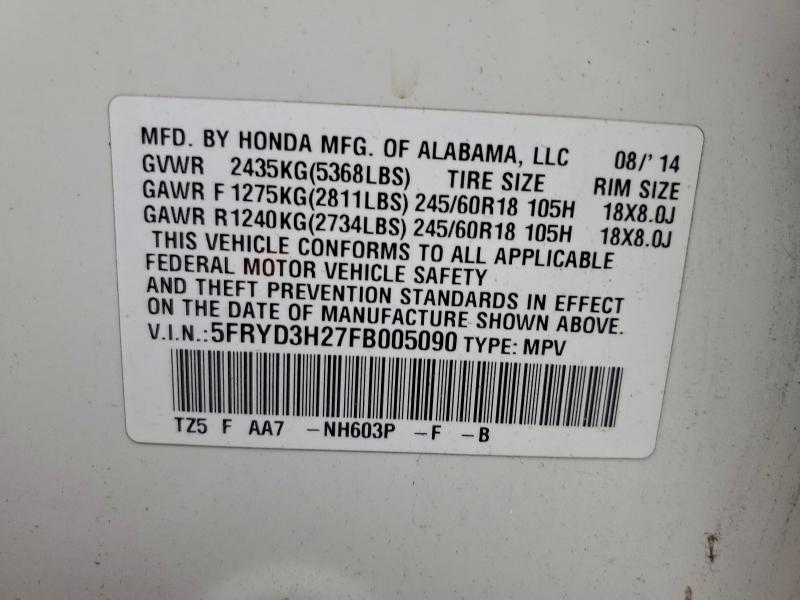 MFD. BY HONDA MFG. OF ALABAMA, LLC 08/' 14
GVWR 2435KG(5368LBS) TIRE SIZE RIM SIZE
GAWR F 1275KG(2811LBS) 245/60R18 105H 18X8.0J
GAWR R1240KG(2734LBS) 245/60R18 105H 18X8.0J
THIS VEHICLE CONFORMS TO ALL APPLICABLE
FEDERAL MOTOR VEHICLE SAFETY
AND THEFT PREVENTION STANDARDS IN EFFECT
ON THE DATE OF MANUFACTURE SHOWN ABOVE.
V.I.N.:5FRYD3H27FB005090 TYPE: MPV
TZ5 F AA7 -NH603P -F -B